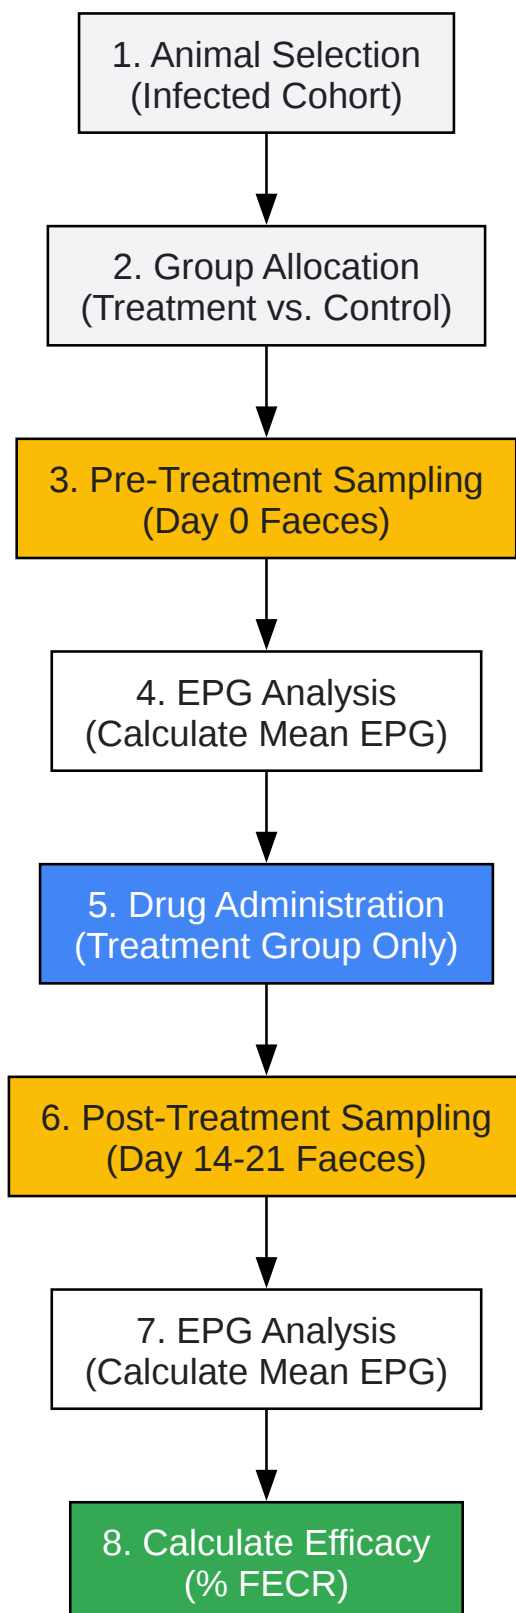 1. Animal Selection
(Infected Cohort)
2. Group Allocation
(Treatment vs. Control)
3. Pre-Treatment Sampling
(Day 0 Faeces)
4. EPG Analysis
(Calculate Mean EPG)
5. Drug Administration
(Treatment Group Only)
6. Post-Treatment Sampling
(Day 14-21 Faeces)
7. EPG Analysis
(Calculate Mean EPG)
8. Calculate Efficacy
(% FECR)